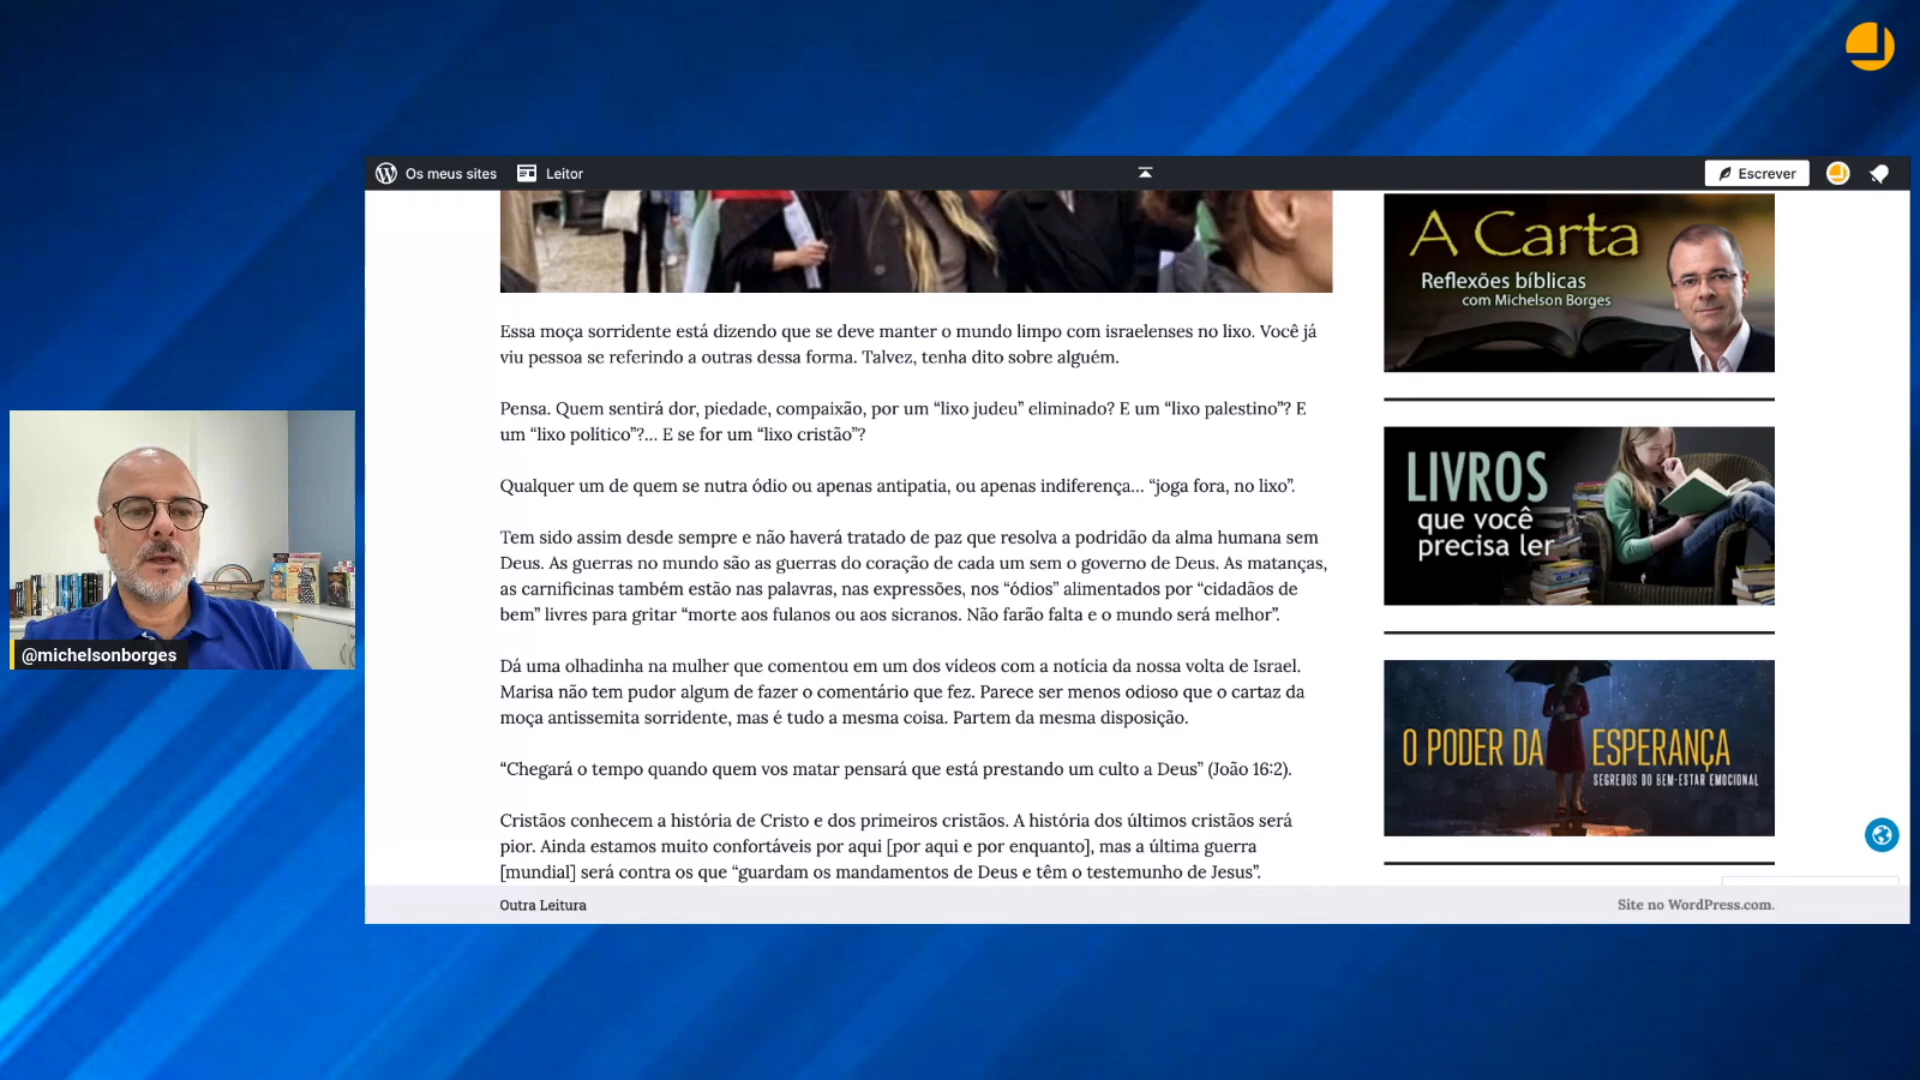 Os meus sites
Leitor
Escrever
Essa moça sorridente está dizendo que se deve manter o mundo limpo com israelenses no lixo. Você já
viu pessoa se referindo a outras dessa forma. Talvez, tenha dito sobre alguém.
Pensa. Quem sentirá dor, piedade, compaixão, por um “lixo judeu” eliminado? E um “lixo palestino”? E
um “lixo político”?... E se for um “lixo cristão”?
Qualquer um de quem se nutra ódio ou apenas antipatia, ou apenas indiferença... “joga fora, no lixo”.
Tem sido assim desde sempre e não haverá tratado de paz que resolva a podridão da alma humana sem
Deus. As guerras no mundo são as guerras do coração de cada um sem o governo de Deus. As matanças,
as carnificinas também estão nas palavras, nas expressões, nos “ódios” alimentados por “cidadãos de
bem” livres para gritar “morte aos fulanos ou aos sicranos. Não farão falta e o mundo será melhor”.
Dá uma olhadinha na mulher que comentou em um dos vídeos com a notícia da nossa volta de Israel.
Marisa não tem pudor algum de fazer o comentário que fez. Parece ser menos odioso que o cartaz da
moça antissemita sorridente, mas é tudo a mesma coisa. Partem da mesma disposição.
“Chegará o tempo quando quem vos matar pensará que está prestando um culto a Deus” (João 16:2).
Cristãos conhecem a história de Cristo e dos primeiros cristãos. A história dos últimos cristãos será
pior. Ainda estamos muito confortáveis por aqui [por aqui e por enquanto], mas a última guerra
[mundial] será contra os que “guardam os mandamentos de Deus e têm o testemunho de Jesus”.
A Carta
Reflexões bíblicas
com Michelson Borges
LIVROS
que você
precisa ler
O PODER DA ESPERANÇA
SEGREDOS DO BEM-ESTAR EMOCIONAL
Outra Leitura
Site no WordPress.com.
@michelsonborges